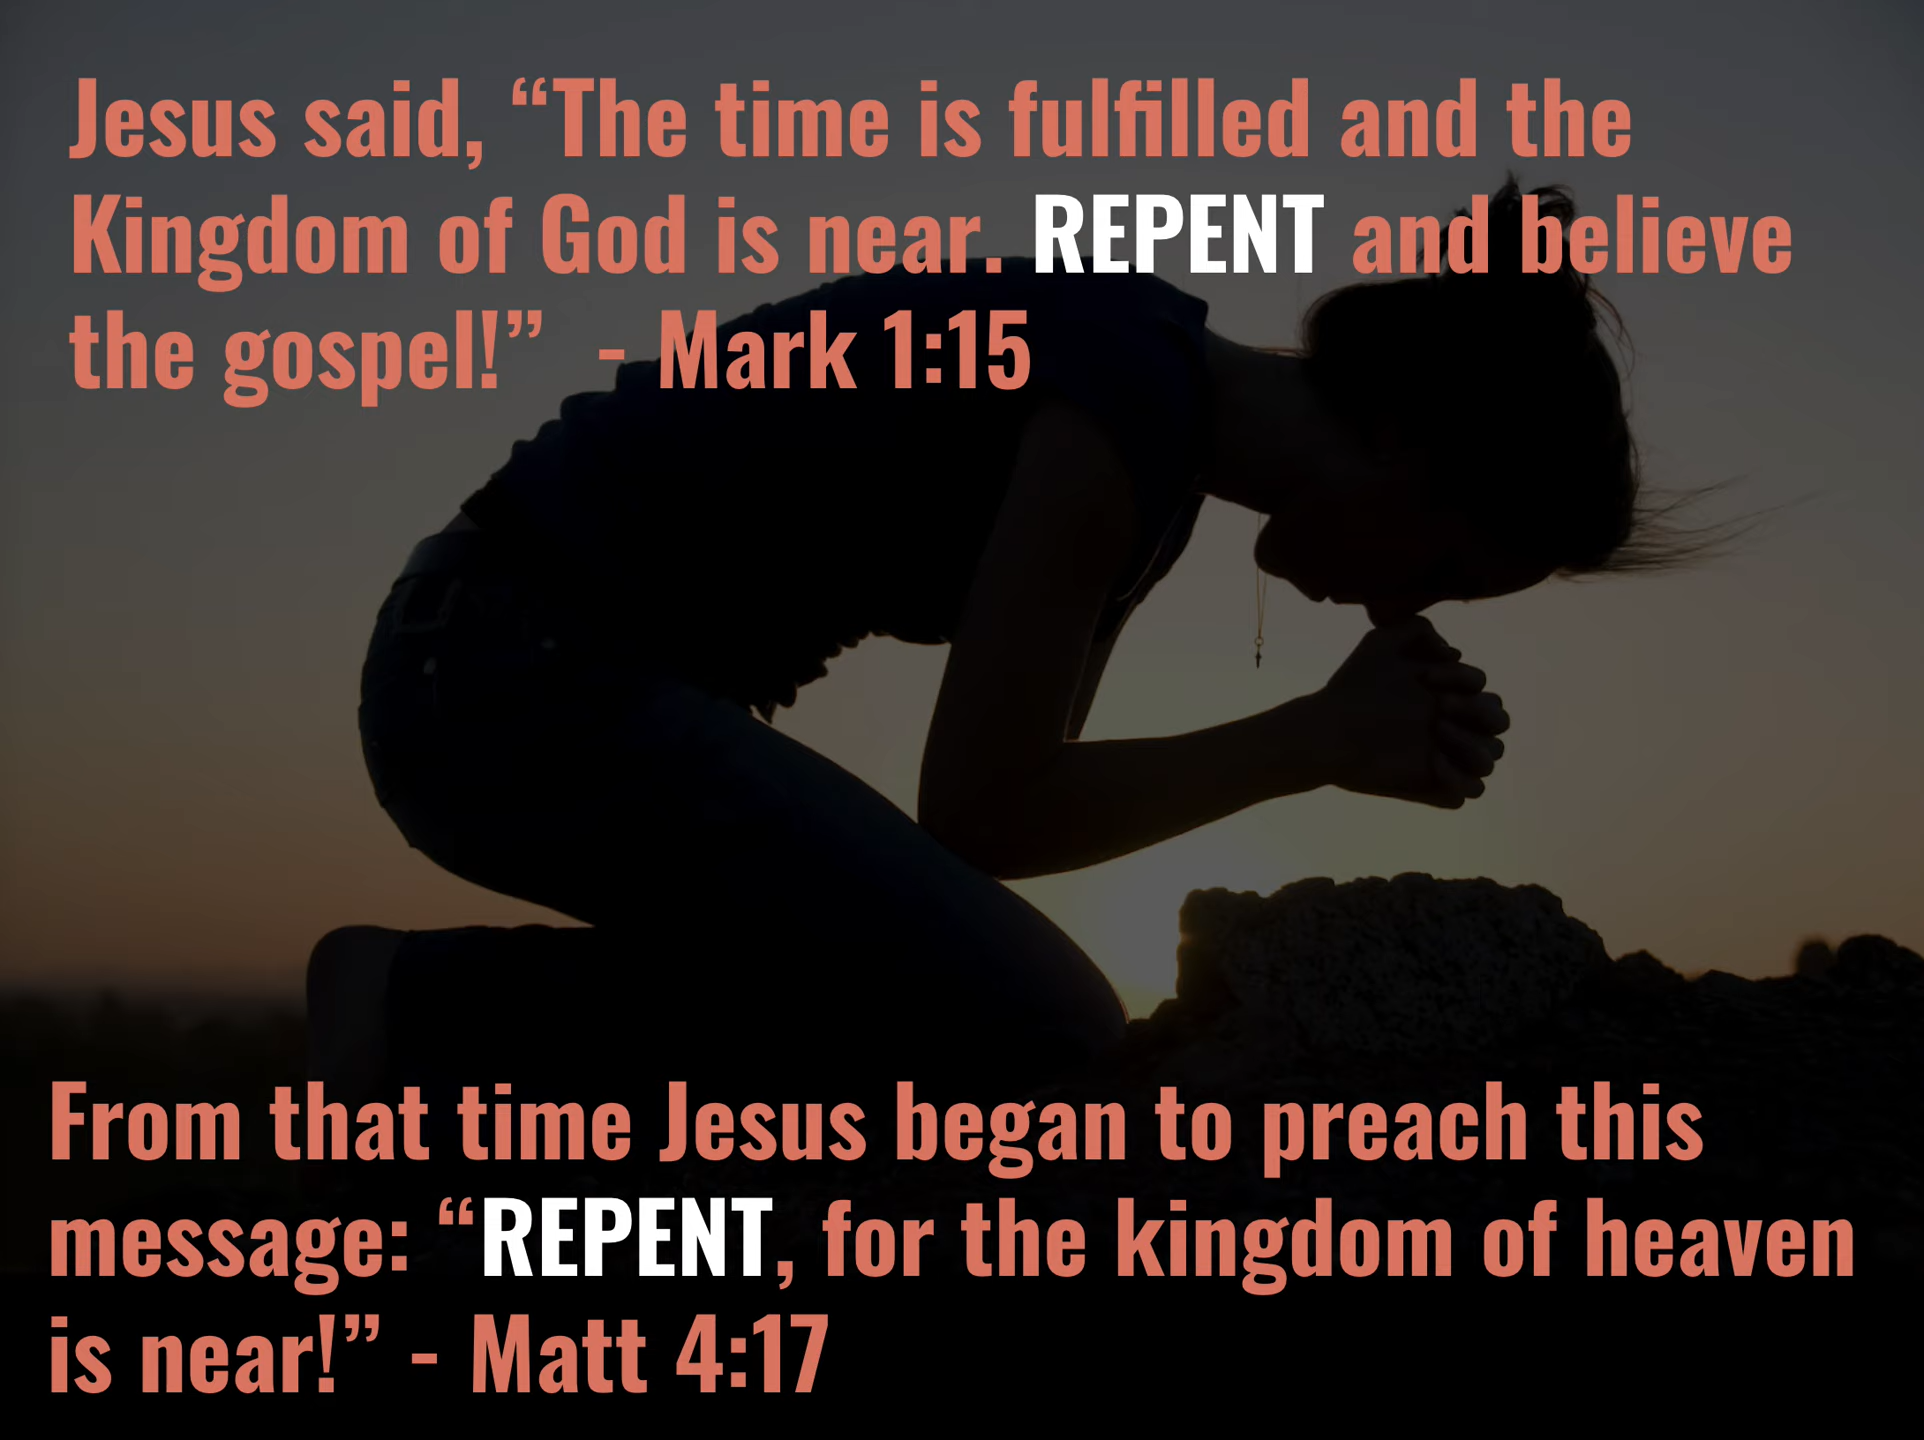 Jesus said, “The time is fulfilled and the
Kingdom of God is near. REPENT and believe
the gospel!”  - Mark 1:15
From that time Jesus began to preach this
message: “REPENT, for the kingdom of heaven
is near!” - Matt 4:17